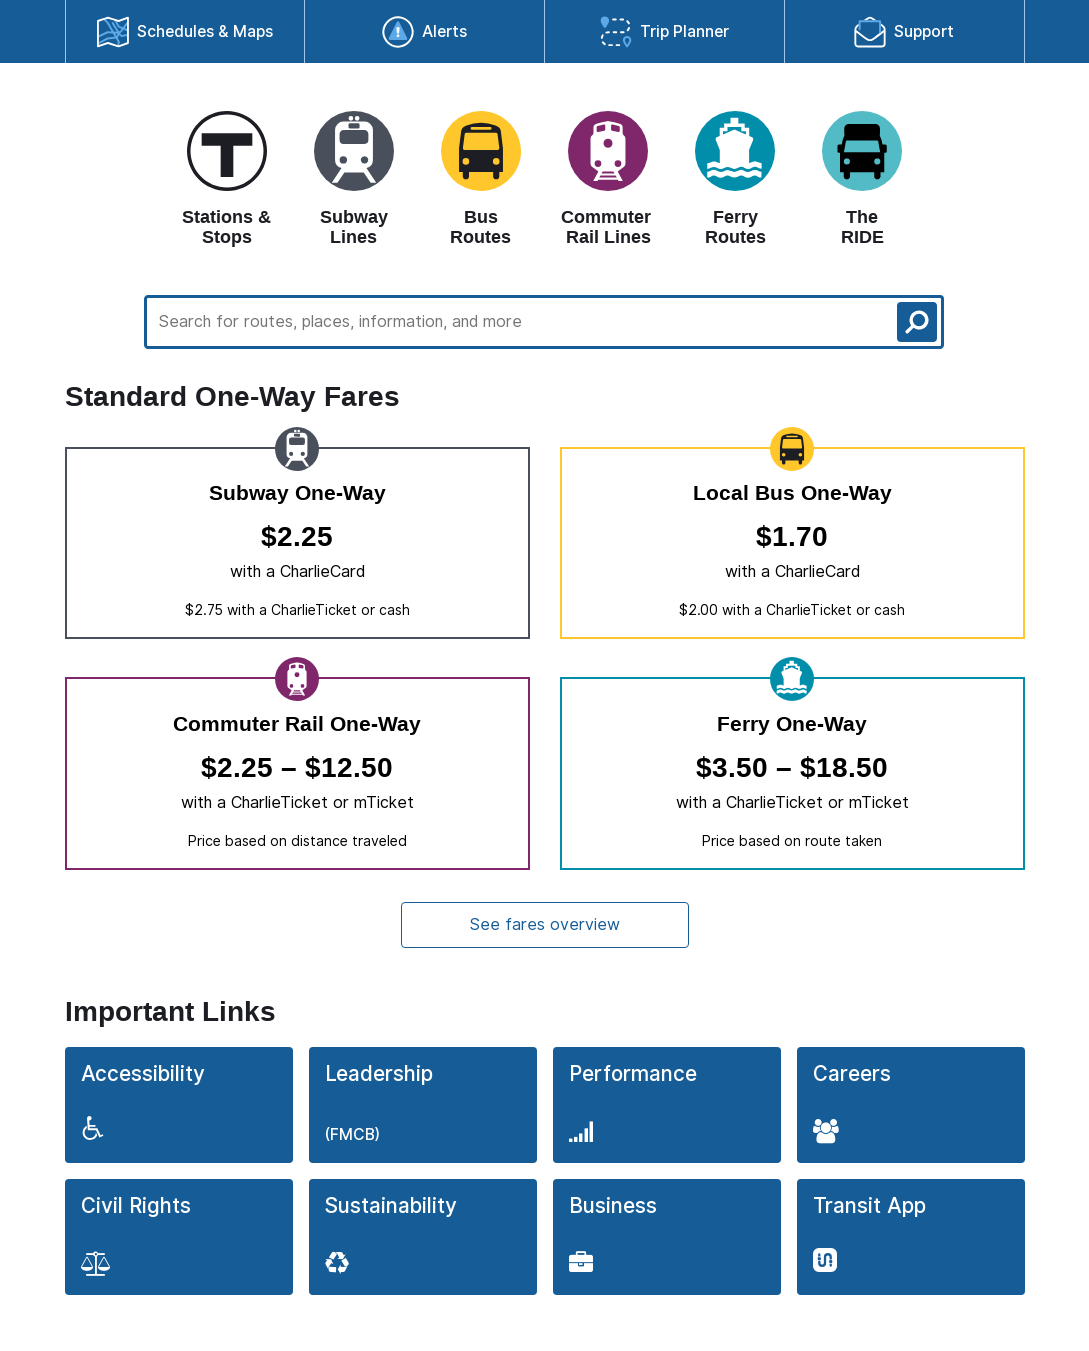 Schedules & Maps
Alerts
Trip Planner
Support
T
Stations &
Stops
Subway
Lines
Bus
Routes
Commuter
Rail Lines
Ferry
Routes
The
RIDE
Search for routes, places, information, and more
Standard One-Way Fares
Subway One-Way
$2.25
with a CharlieCard
$2.75 with a CharlieTicket or cash
Local Bus One-Way
$1.70
with a CharlieCard
$2.00 with a CharlieTicket or cash
Commuter Rail One-Way
$2.25 – $12.50
with a CharlieTicket or mTicket
Price based on distance traveled
Ferry One-Way
$3.50 – $18.50
with a CharlieTicket or mTicket
Price based on route taken
See fares overview
Important Links
Accessibility
Leadership
(FMCB)
Performance
Careers
Civil Rights
Sustainability
Business
Transit App